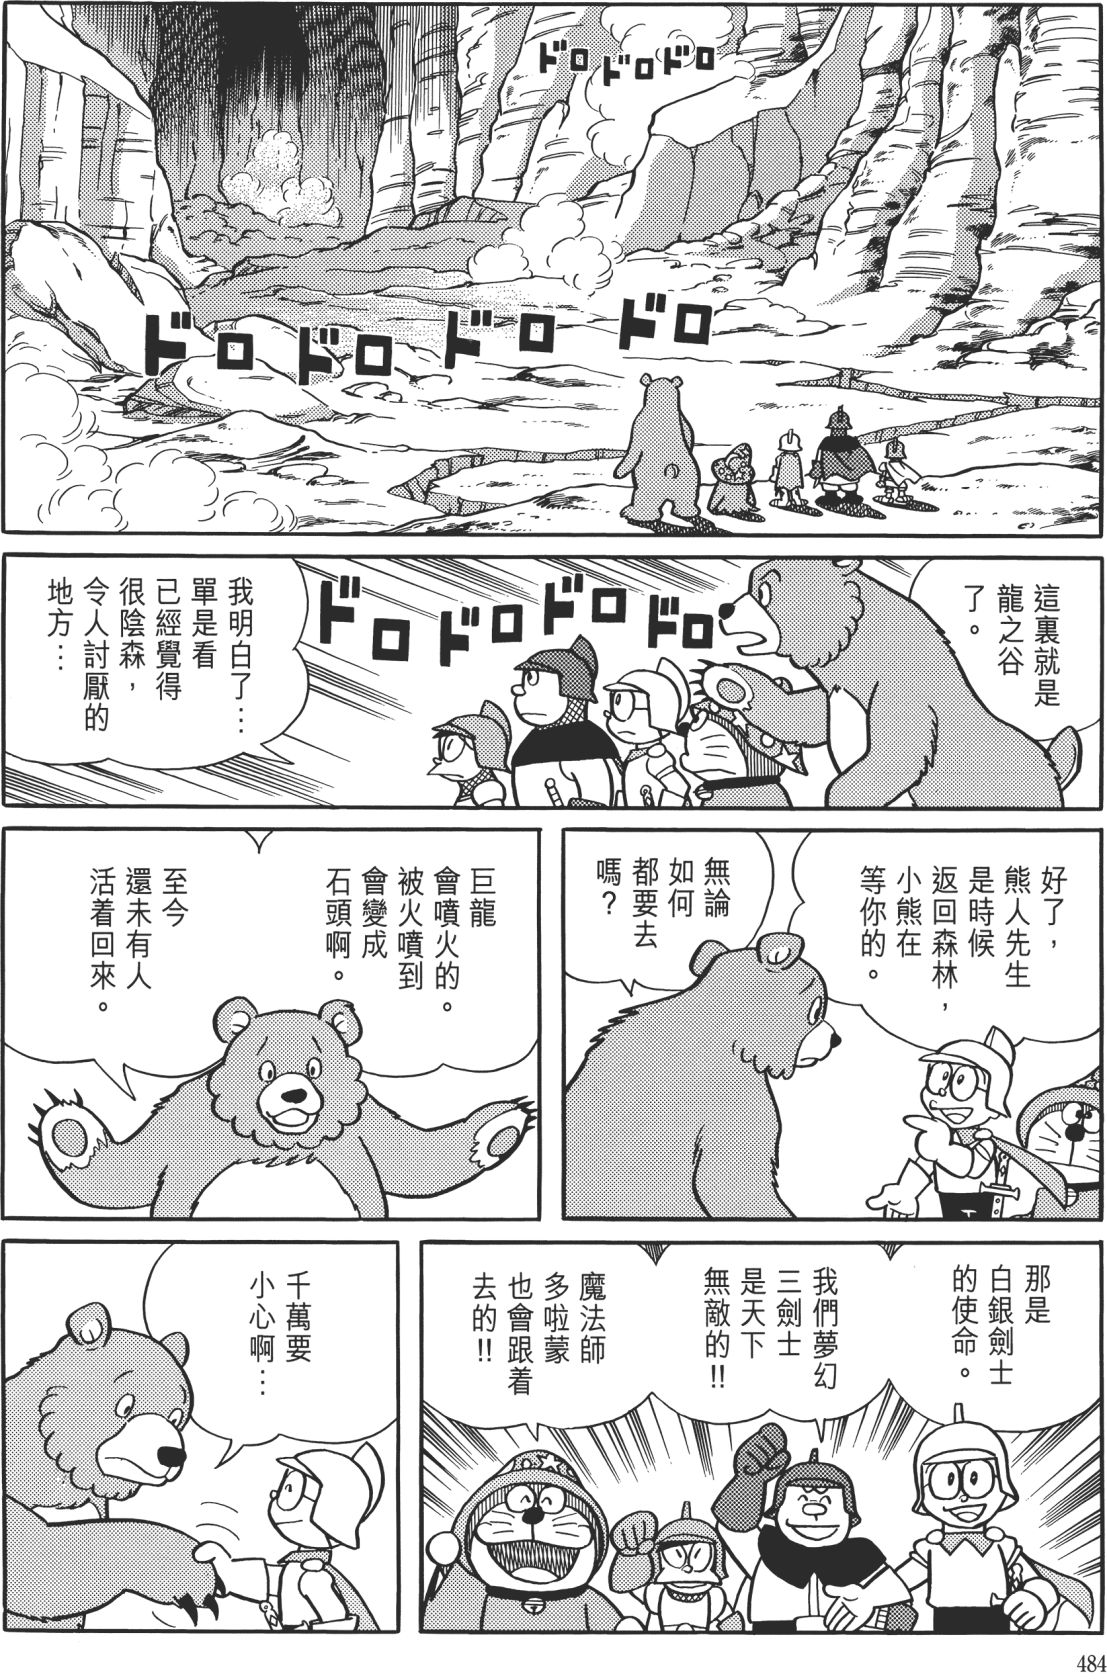 ドロドロドロ
ドロドロドロドロ
這裏就是
龍之谷
了。
ドロドロドロドロ
我明白了…
單是看
已經覺得
很陰森，
令人討厭的
地方…
好了，
熊人先生
是時候
返回森林，
小熊在
等你的。
無論
如何
都要去
嗎？
巨龍
會噴火的。
被火噴到
會變成
石頭啊。
至今
還未有人
活着回來。
那是
白銀劍士
的使命。
我們夢幻
三劍士
是天下
無敵的!!
魔法師
多啦蒙
也會跟着
去的!!
千萬要
小心啊…
484